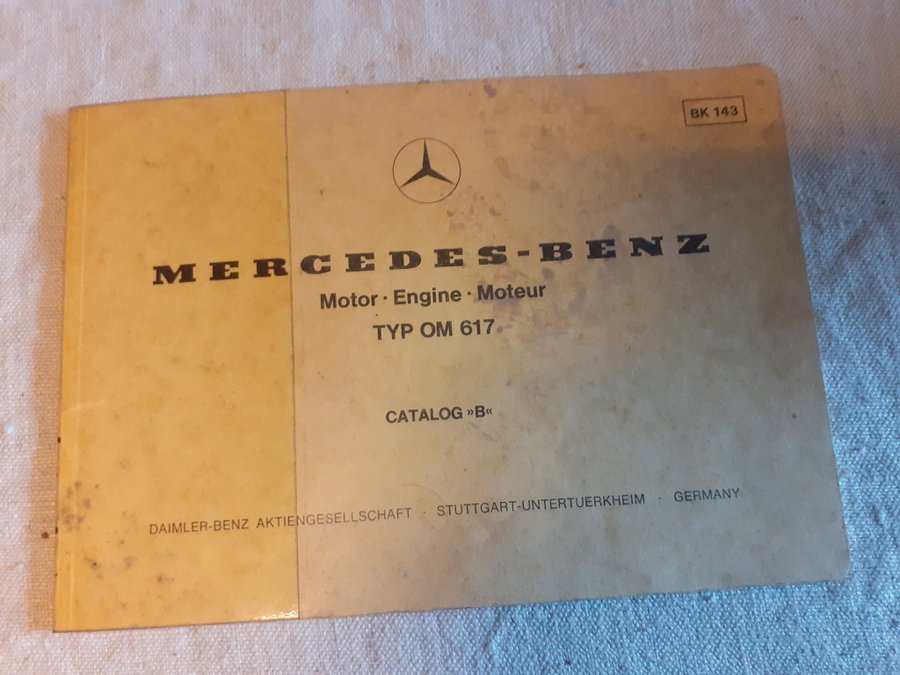 BK 143
MERCEDES-BENZ
Motor · Engine · Moteur
TYP OM 617
CATALOG »B«
DAIMLER-BENZ AKTIENGESELLSCHAFT · STUTTGART-UNTERTUERKHEIM · GERMANY